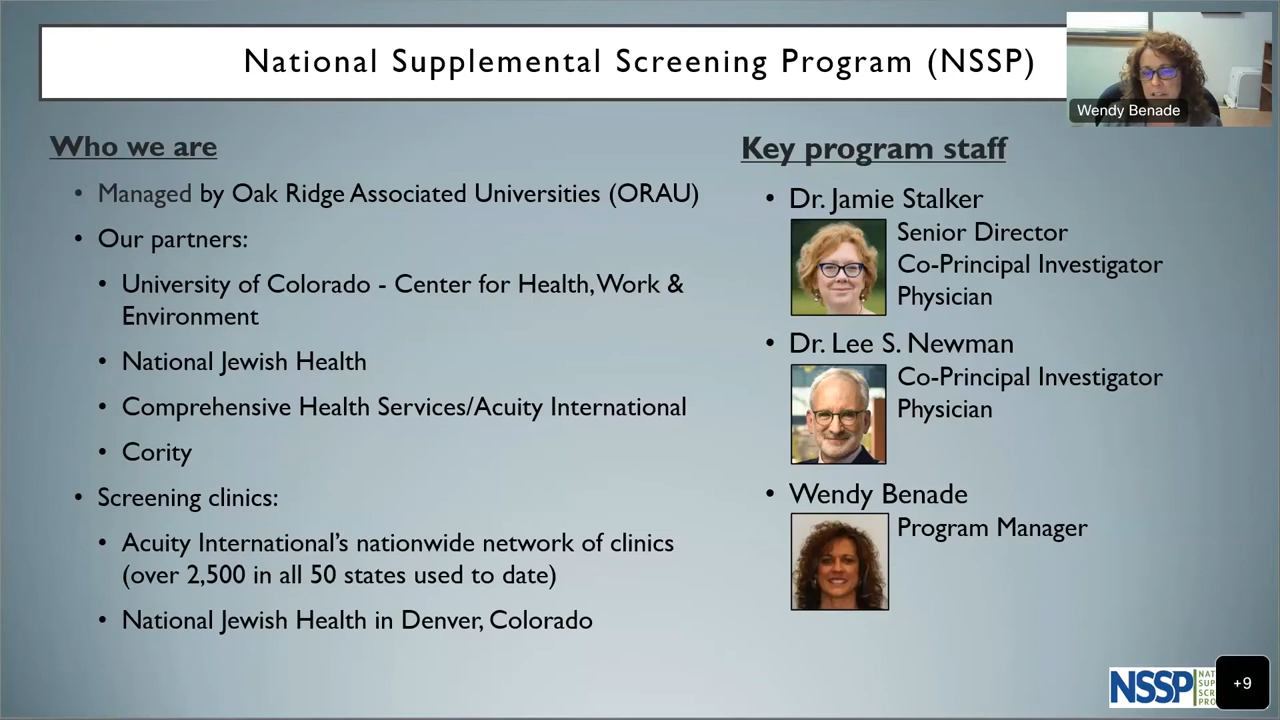 National Supplemental Screening Program (NSSP)
Wendy Benade
Who we are
• Managed by Oak Ridge Associated Universities (ORAU)
• Our partners:
• University of Colorado - Center for Health, Work &
Environment
• National Jewish Health
• Comprehensive Health Services/Acuity International
• Cority
• Screening clinics:
• Acuity International’s nationwide network of clinics
(over 2,500 in all 50 states used to date)
• National Jewish Health in Denver, Colorado
Key program staff
• Dr. Jamie Stalker
Senior Director
Co-Principal Investigator
Physician
• Dr. Lee S. Newman
Co-Principal Investigator
Physician
• Wendy Benade
Program Manager
NSSP
NAT
SUP
SCR
PRO
+9